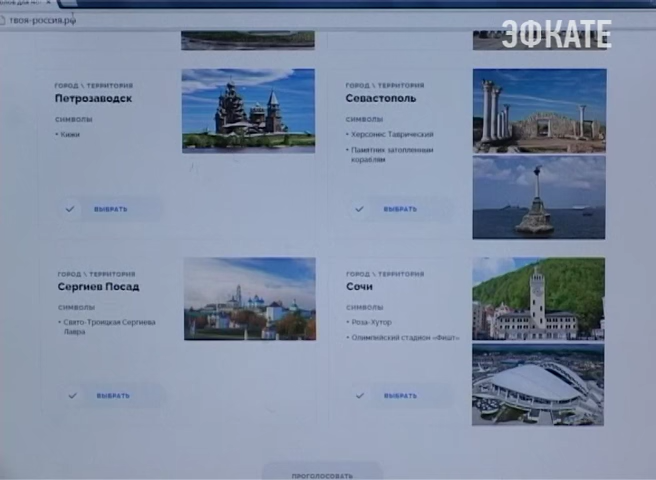 твоя-россия.рф
ЭФКАТЕ
ГОРОД \ ТЕРРИТОРИЯ
Петрозаводск
СИМВОЛЫ
• Кижи
ВЫБРАТЬ
ГОРОД \ ТЕРРИТОРИЯ
Севастополь
СИМВОЛЫ
• Херсонес Таврический
• Памятник затопленным
кораблям
ВЫБРАТЬ
ГОРОД \ ТЕРРИТОРИЯ
Сергиев Посад
СИМВОЛЫ
• Свято-Троицкая Сергиева
Лавра
ВЫБРАТЬ
ГОРОД \ ТЕРРИТОРИЯ
Сочи
СИМВОЛЫ
• Роза-Хутор
• Олимпийский стадион «Фишт»
ВЫБРАТЬ
ПРОГОЛОСОВАТЬ